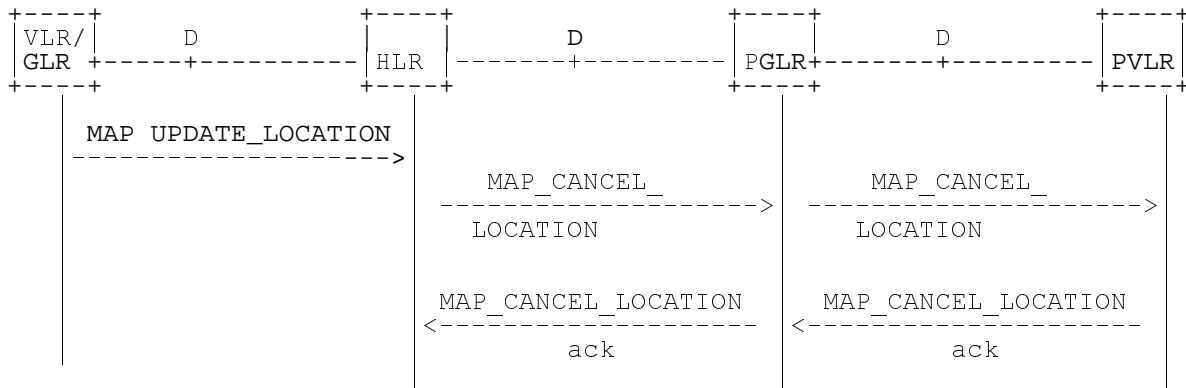 +----+ +----+ +----+ +----+
|VLR/| D | | D | | D | |
|GLR +-----+----------|HLR |-------+---------|PGLR+-------+---------|PVLR|
+----+ +----+ +----+ +----+
MAP UPDATE_LOCATION
-------------------->
MAP_CANCEL_ MAP_CANCEL_
--------------------> --------------------->
LOCATION LOCATION
MAP_CANCEL_LOCATION MAP_CANCEL_LOCATION
<-------------------- <---------------------
ack ack